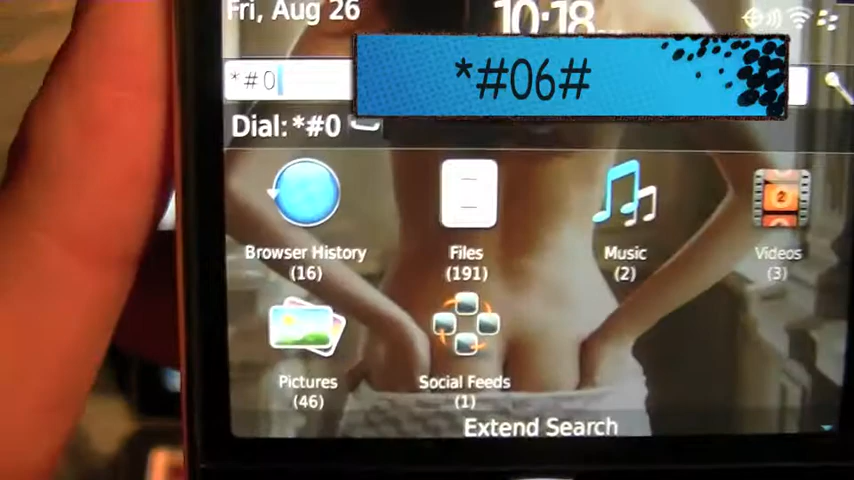 Fri, Aug 26
10:18
*#0
*#06#
Dial: *#0
Browser History
(16)
Files
(191)
Music
(2)
2
Videos
(3)
Pictures
(46)
Social Feeds
(1)
Extend Search